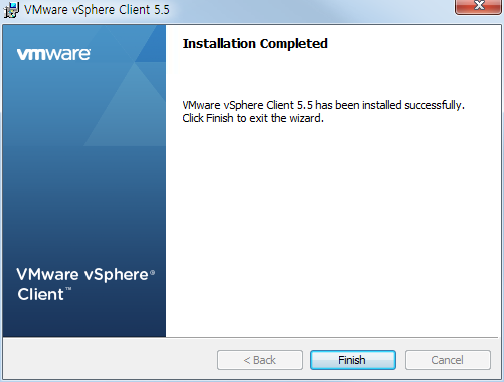 VMware vSphere Client 5.5
vmware
Installation Completed
VMware vSphere Client 5.5 has been installed successfully.
Click Finish to exit the wizard.
VMware vSphere®
Client™
< Back
Finish
Cancel